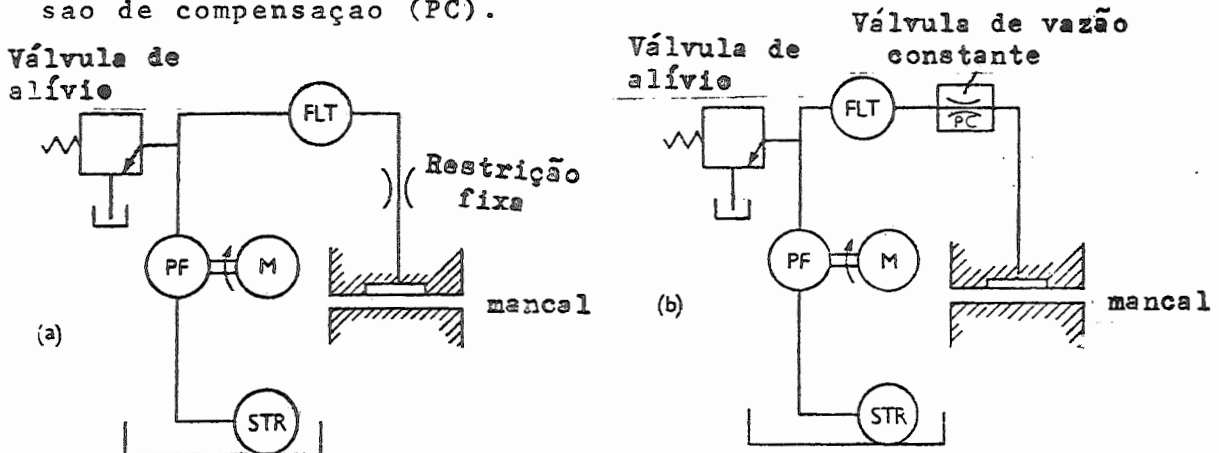 sao de compensaçao (PC).
Válvula de
alívio
FLT
Restrição
fixa
PF
M
mancal
(a)
STR
Válvula de
alívio
Válvula de vazão
constante
FLT
PC
PF
M
mancal
(b)
STR